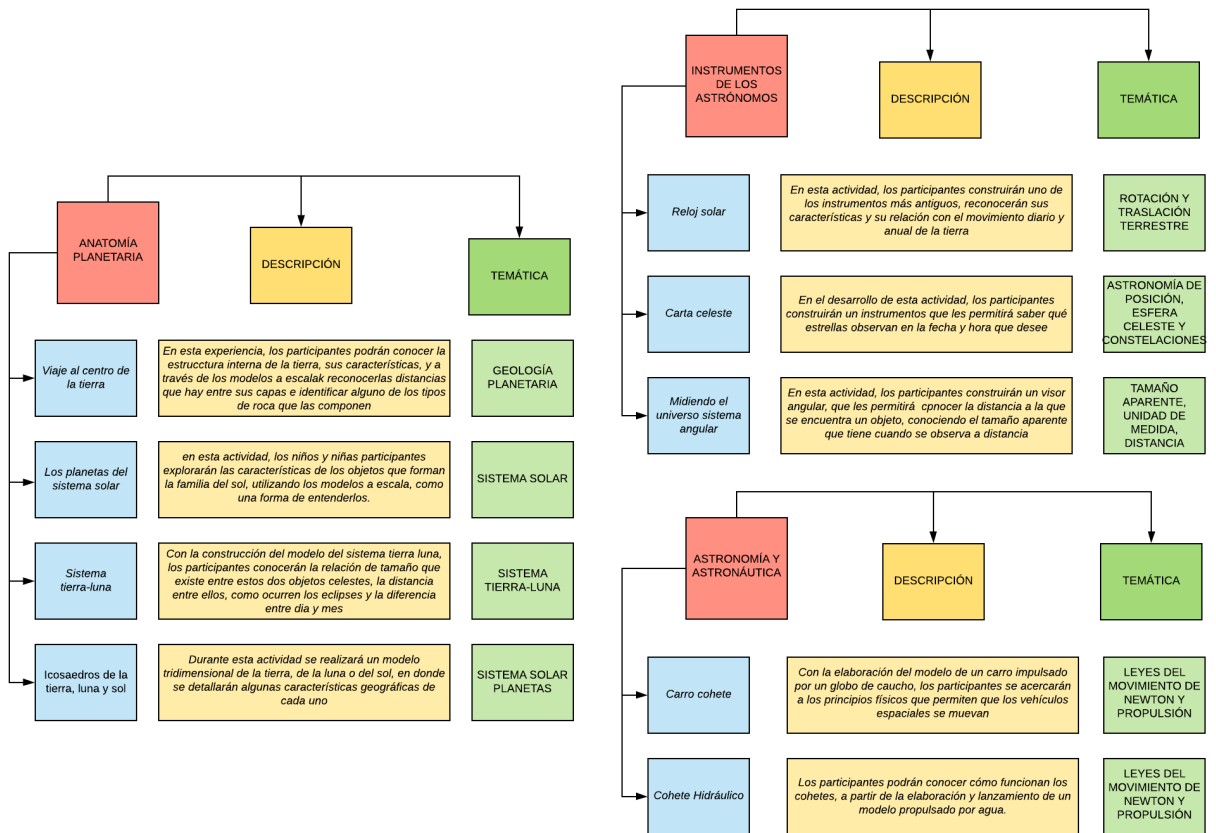 ANATOMÍA
PLANETARIA
DESCRIPCIÓN
TEMÁTICA
Viaje al centro de
la tierra
En esta experiencia, los participantes podrán conocer la
estrucctura interna de la tierra, sus características, y a
través de los modelos a escalak reconocerlas distancias
que hay entre sus capas e identificar alguno de los tipos
de roca que las componen
GEOLOGÍA
PLANETARIA
Los planetas del
sistema solar
en esta actividad, los niños y niñas participantes
explorarán las características de los objetos que forman
la familia del sol, utilizando los modelos a escala, como
una forma de entenderlos.
SISTEMA SOLAR
Sistema
tierra-luna
Con la construcción del modelo del sistema tierra luna,
los participantes conocerán la relación de tamaño que
existe entre estos dos objetos celestes, la distancia
entre ellos, como ocurren los eclipses y la diferencia
entre dia y mes
SISTEMA
TIERRA-LUNA
Icosaedros de la
tierra, luna y sol
Durante esta actividad se realizará un modelo
tridimensional de la tierra, de la luna o del sol, en donde
se detallarán algunas características geográficas de
cada uno
SISTEMA SOLAR
PLANETAS
INSTRUMENTOS
DE LOS
ASTRÓNOMOS
DESCRIPCIÓN
TEMÁTICA
Reloj solar
En esta actividad, los participantes construirán uno de
los instrumentos más antiguos, reconocerán sus
características y su relación con el movimiento diario y
anual de la tierra
ROTACIÓN Y
TRASLACIÓN
TERRESTRE
Carta celeste
En el desarrollo de esta actividad, los participantes
construirán un instrumentos que les permitirá saber qué
estrellas observan en la fecha y hora que desee
ASTRONOMÍA DE
POSICIÓN,
ESFERA
CELESTE Y
CONSTELACIONES
Midiendo el
universo sistema
angular
En esta actividad, los participantes construirán un visor
angular, que les permitirá cpnocer la distancia a la que
se encuentra un objeto, conociendo el tamaño aparente
que tiene cuando se observa a distancia
TAMAÑO
APARENTE,
UNIDAD DE
MEDIDA,
DISTANCIA
ASTRONOMÍA Y
ASTRONÁUTICA
DESCRIPCIÓN
TEMÁTICA
Carro cohete
Con la elaboración del modelo de un carro impulsado
por un globo de caucho, los participantes se acercarán
a los principios físicos que permiten que los vehículos
espaciales se muevan
LEYES DEL
MOVIMIENTO DE
NEWTON Y
PROPULSIÓN
Cohete Hidráulico
Los participantes podrán conocer cómo funcionan los
cohetes, a partir de la elaboración y lanzamiento de un
modelo propulsado por agua.
LEYES DEL
MOVIMIENTO DE
NEWTON Y
PROPULSIÓN